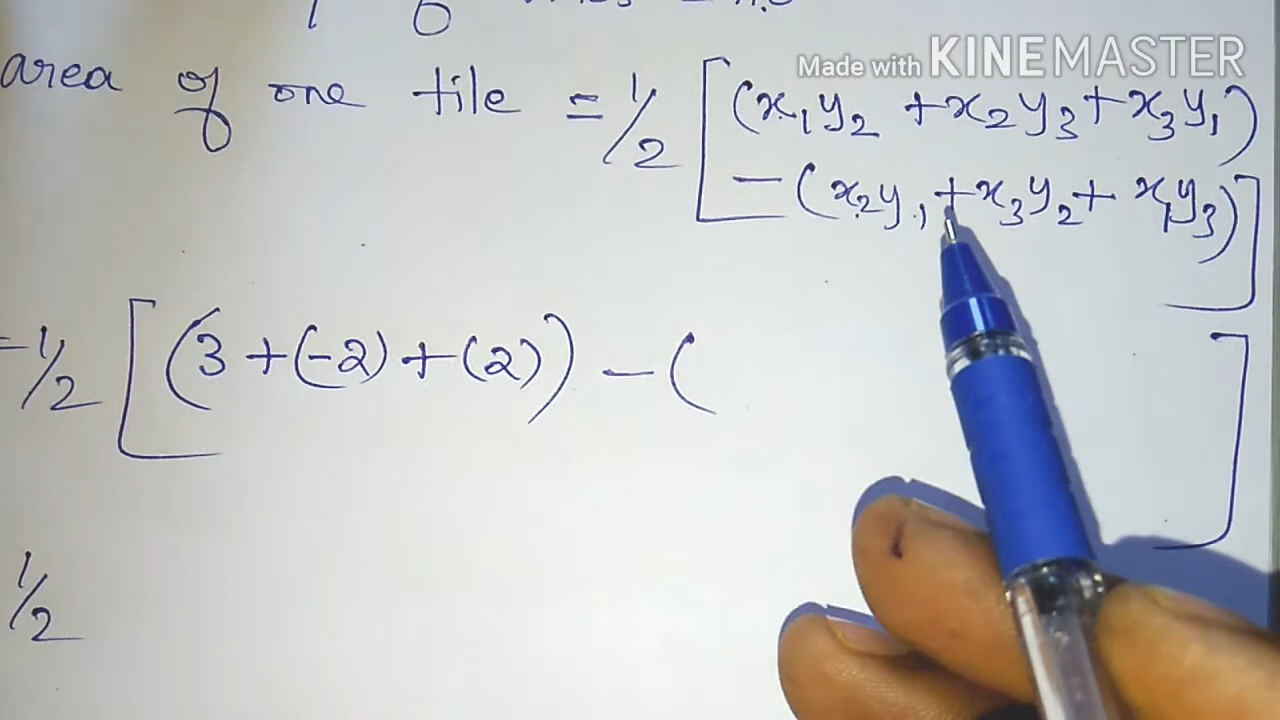 Made with KINEMASTER
area of one tile = 1/2 [(x₁y₂ + x₂y₃ + x₃y₁)
− (x₂y₁ + x₃y₂ + x₁y₃)]
= 1/2 [(3 + (−2) + (2)) − ( ]
1/2